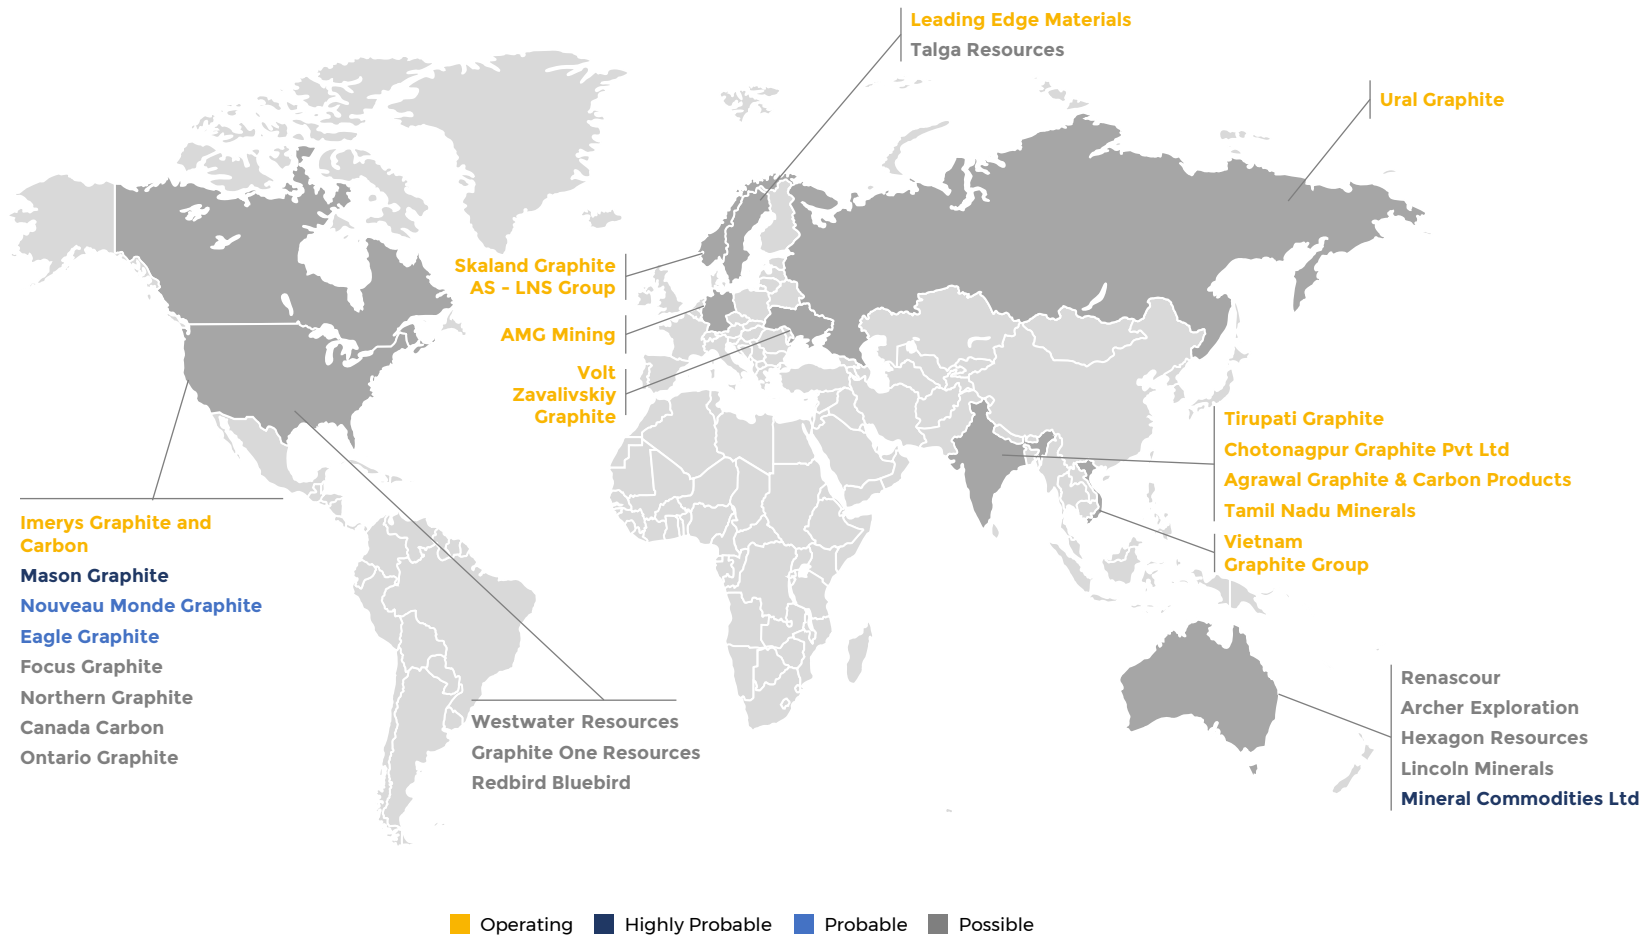 Leading Edge Materials
Talga Resources
Ural Graphite
Skaland Graphite
AS - LNS Group
AMG Mining
Volt
Zavalivskiy
Graphite
Tirupati Graphite
Chotonagpur Graphite Pvt Ltd
Agrawal Graphite & Carbon Products
Tamil Nadu Minerals
Vietnam
Graphite Group
Imerys Graphite and
Carbon
Mason Graphite
Nouveau Monde Graphite
Eagle Graphite
Focus Graphite
Northern Graphite
Canada Carbon
Ontario Graphite
Westwater Resources
Graphite One Resources
Redbird Bluebird
Renascour
Archer Exploration
Hexagon Resources
Lincoln Minerals
Mineral Commodities Ltd
Operating
Highly Probable
Probable
Possible